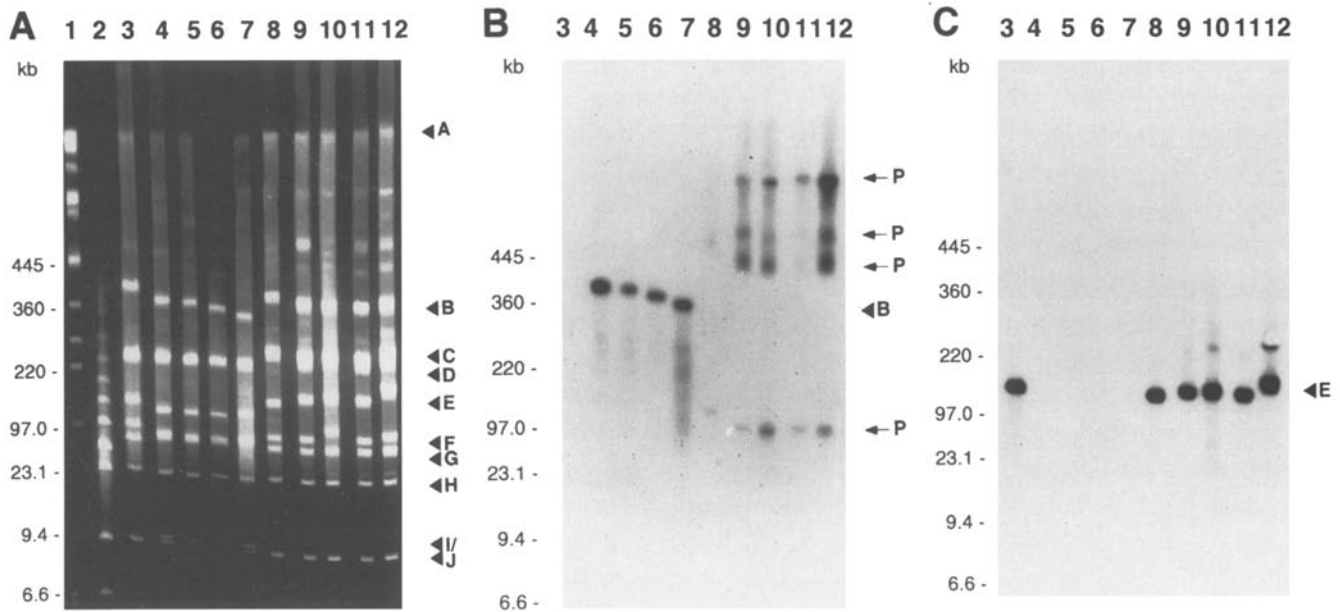 A 1 2 3 4 5 6 7 8 9 10 11 12
kb
445 -
360 -
220 -
97.0 -
23.1 -
9.4 -
6.6 -
A
B
C
D
E
F
G
H
I/
J
B 3 4 5 6 7 8 9 10 11 12
kb
445 -
360 -
220 -
97.0 -
23.1 -
9.4 -
6.6 -
P
P
P
B
P
C 3 4 5 6 7 8 9 10 11 12
kb
445 -
360 -
220 -
97.0 -
23.1 -
9.4 -
6.6 -
E